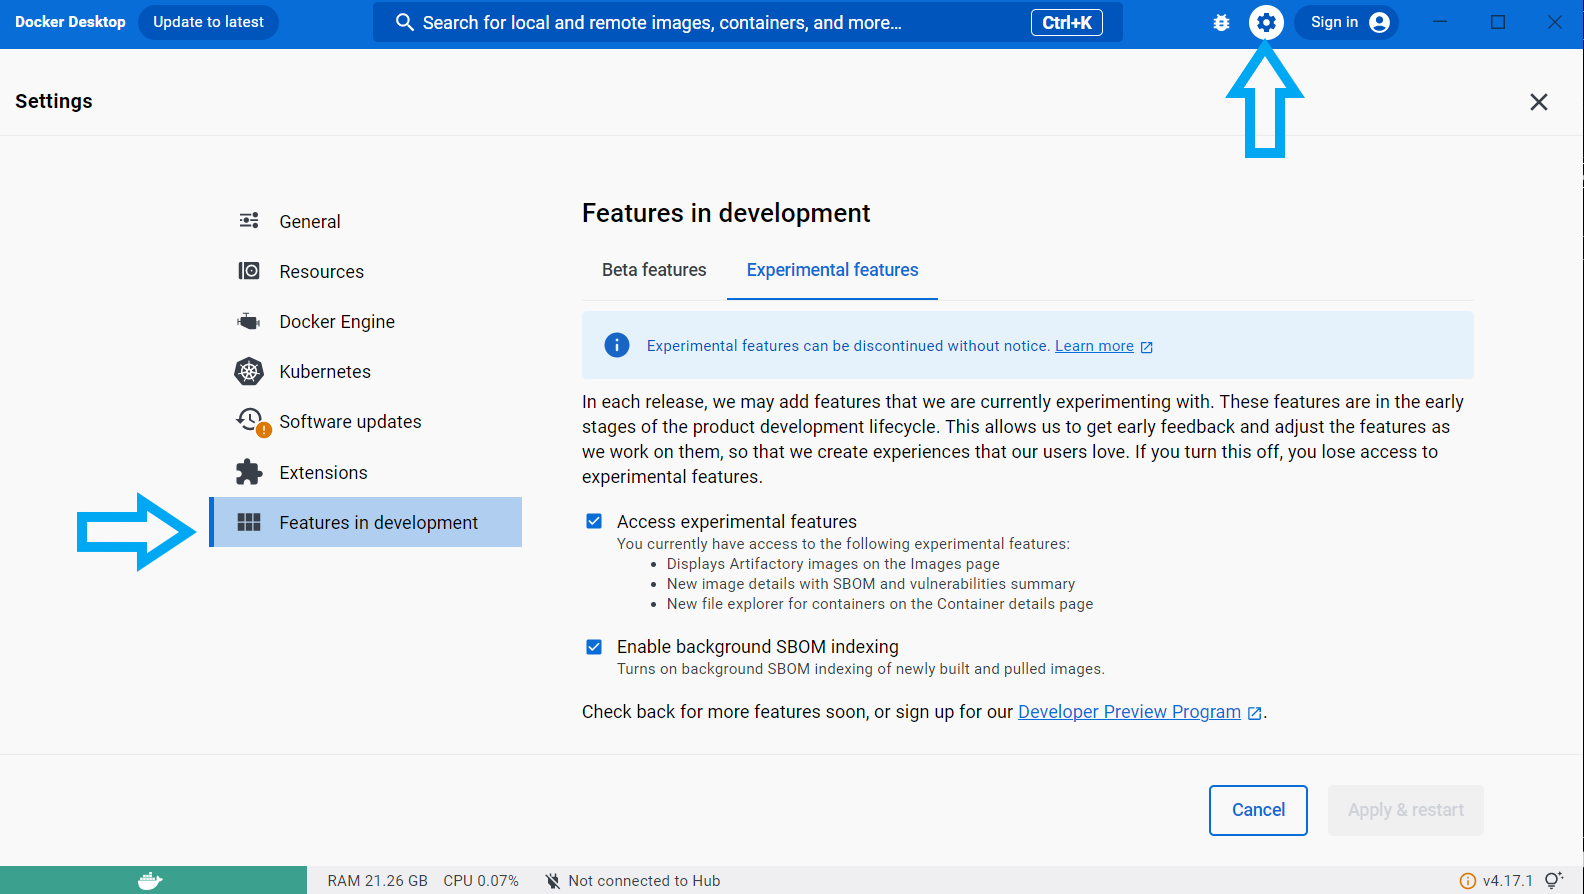 Docker Desktop
Update to latest
Search for local and remote images, containers, and more...
Ctrl+K
Sign in
Settings
General
Resources
Docker Engine
Kubernetes
Software updates
Extensions
Features in development
Features in development
Beta features
Experimental features
Experimental features can be discontinued without notice. Learn more
In each release, we may add features that we are currently experimenting with. These features are in the early
stages of the product development lifecycle. This allows us to get early feedback and adjust the features as
we work on them, so that we create experiences that our users love. If you turn this off, you lose access to
experimental features.
Access experimental features
You currently have access to the following experimental features:
• Displays Artifactory images on the Images page
• New image details with SBOM and vulnerabilities summary
• New file explorer for containers on the Container details page
Enable background SBOM indexing
Turns on background SBOM indexing of newly built and pulled images.
Check back for more features soon, or sign up for our Developer Preview Program.
Cancel
Apply & restart
RAM 21.26 GB CPU 0.07% Not connected to Hub
v4.17.1